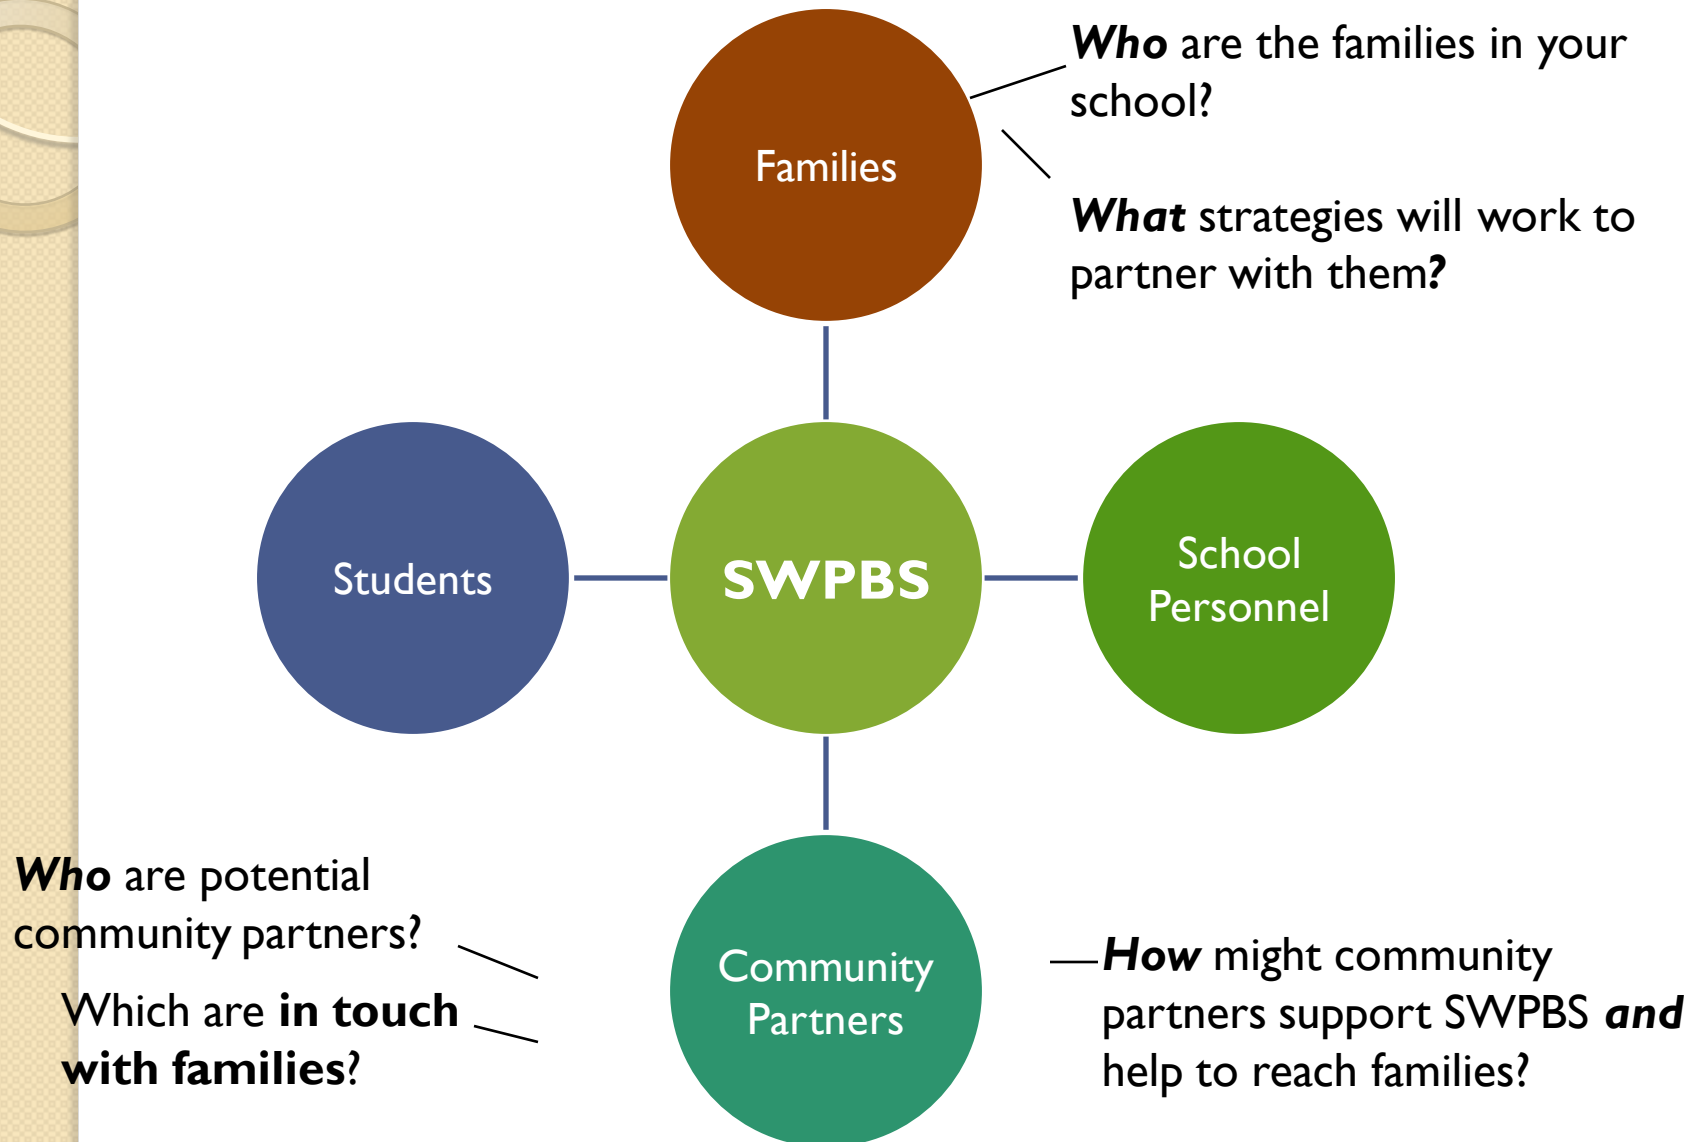 Who are the families in your
school?
Families
What strategies will work to
partner with them?
Students
SWPBS
School
Personnel
Who are potential
community partners?
Which are in touch
with families?
Community
Partners
How might community
partners support SWPBS and
help to reach families?